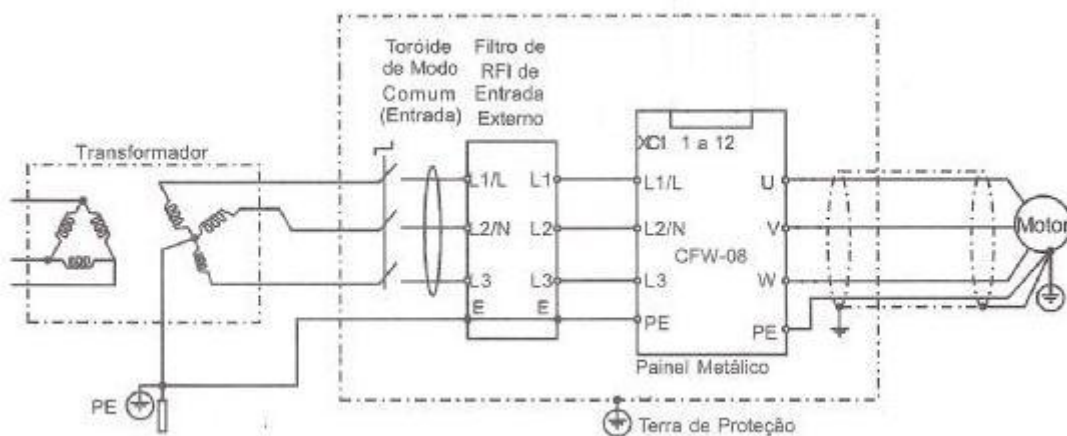 Toróide
de Modo
Comum
(Entrada)
Filtro de
RFI de
Entrada
Externo
Transformador
XC1 1 a 12
L1/L
L1
L1/L
U
L2/N
L2
L2/N
V
Motor
CFW-08
L3
L3
L3
W
E
E
PE
PE
Painel Metálico
PE
Terra de Proteção